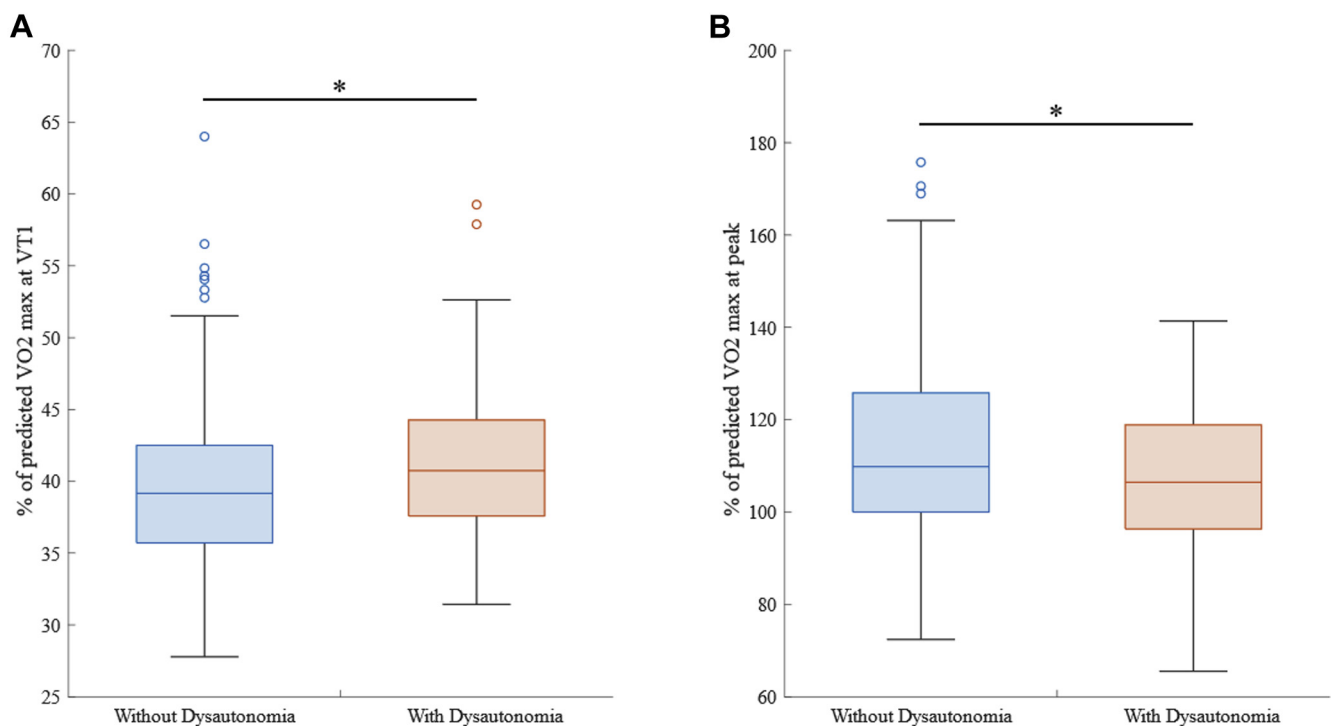 A
70
65
60
55
50
45
40
35
30
25
% of predicted VO2 max at VT1
*
Without Dysautonomia
With Dysautonomia
B
200
180
160
140
120
100
80
60
% of predicted VO2 max at peak
*
Without Dysautonomia
With Dysautonomia